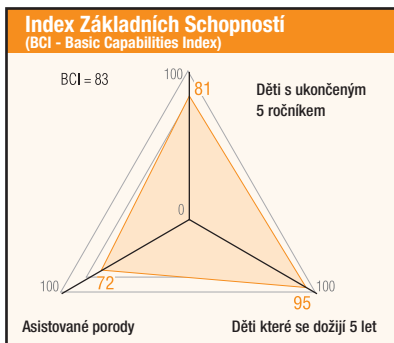 Index Základních Schopností
(BCI - Basic Capabilities Index)
BCI = 83
100
81
Děti s ukončeným
5 ročníkem
0
100
72
100
95
Asistované porody
Děti které se dožijí 5 let